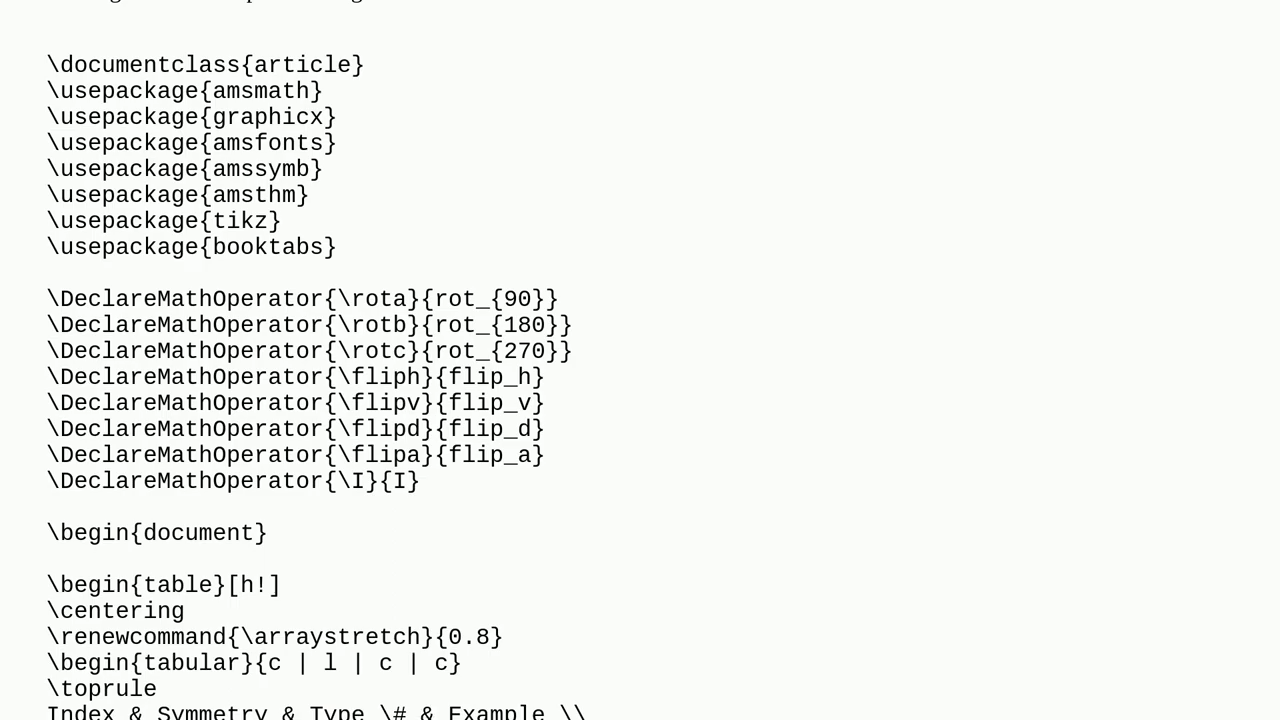 \documentclass{article}
\usepackage{amsmath}
\usepackage{graphicx}
\usepackage{amsfonts}
\usepackage{amssymb}
\usepackage{amsthm}
\usepackage{tikz}
\usepackage{booktabs}
\DeclareMathOperator{\rota}{rot_{90}}
\DeclareMathOperator{\rotb}{rot_{180}}
\DeclareMathOperator{\rotc}{rot_{270}}
\DeclareMathOperator{\fliph}{flip_h}
\DeclareMathOperator{\flipv}{flip_v}
\DeclareMathOperator{\flipd}{flip_d}
\DeclareMathOperator{\flipa}{flip_a}
\DeclareMathOperator{\I}{I}
\begin{document}
\begin{table}[h!]
\centering
\renewcommand{\arraystretch}{0.8}
\begin{tabular}{c | l | c | c}
\toprule
Index & Symmetry & Type \# & Example \\